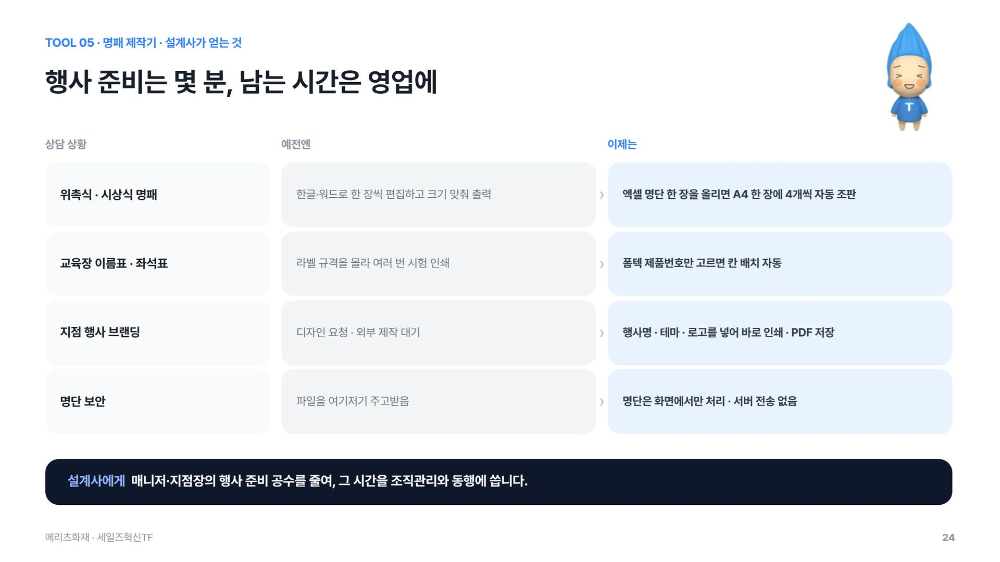 TOOL 05 · 명패 제작기 · 설계사가 얻는 것
행사 준비는 몇 분, 남는 시간은 영업에
T
상담 상황
예전엔
이제는
위촉식 · 시상식 명패
한글·워드로 한 장씩 편집하고 크기 맞춰 출력
›
엑셀 명단 한 장을 올리면 A4 한 장에 4개씩 자동 조판
교육장 이름표 · 좌석표
라벨 규격을 몰라 여러 번 시험 인쇄
›
폼텍 제품번호만 고르면 칸 배치 자동
지점 행사 브랜딩
디자인 요청 · 외부 제작 대기
›
행사명 · 테마 · 로고를 넣어 바로 인쇄 · PDF 저장
명단 보안
파일을 여기저기 주고받음
›
명단은 화면에서만 처리 · 서버 전송 없음
설계사에게 매니저·지점장의 행사 준비 공수를 줄여, 그 시간을 조직관리와 동행에 씁니다.
메리츠화재 · 세일즈혁신TF
24